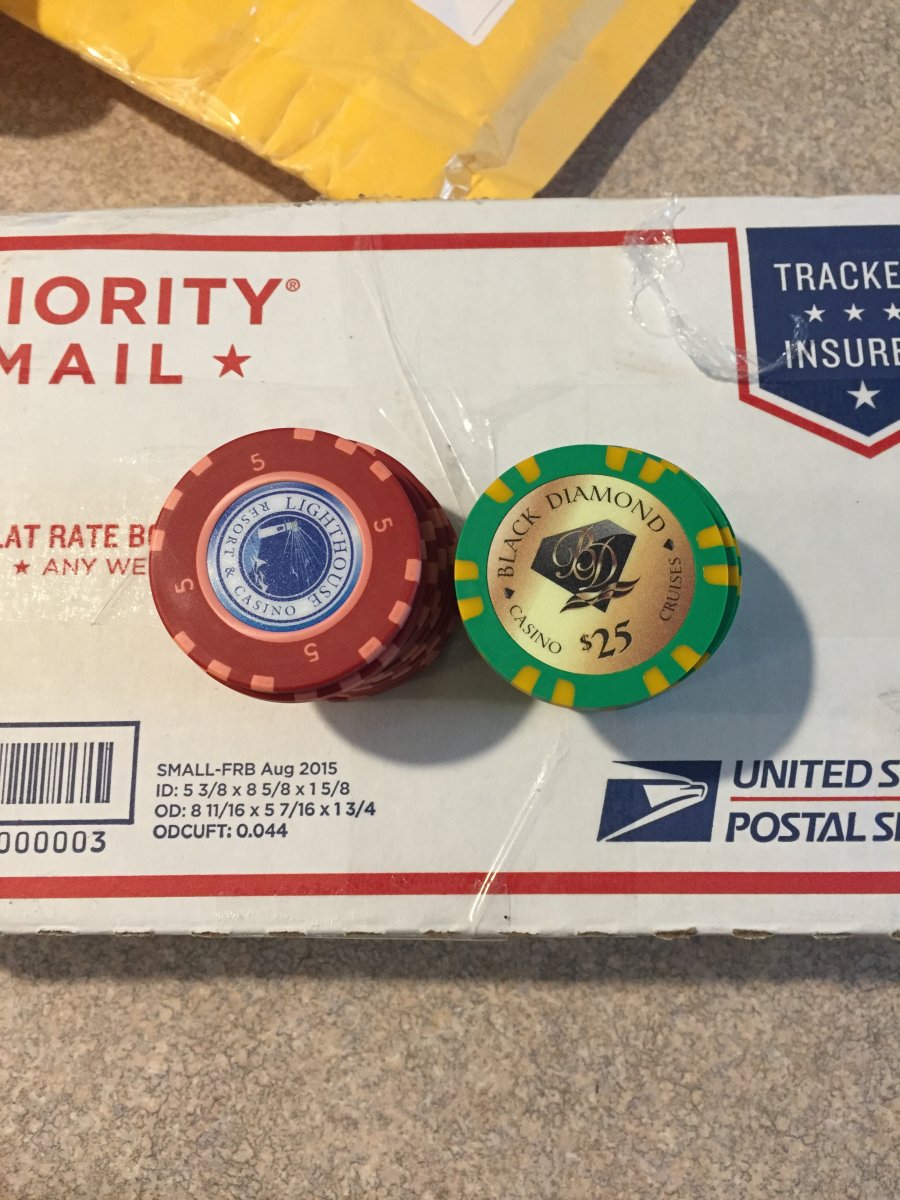 IORITY®
MAIL
TRACKE
INSURE
LAT RATE B
ANY WE
5
5
5
5
LIGHTHOUSE
RESORT & CASINO
BLACK DIAMOND
BD
CASINO
CRUISES
$25
000003
SMALL-FRB Aug 2015
ID: 5 3/8 x 8 5/8 x 1 5/8
OD: 8 11/16 x 5 7/16 x 1 3/4
ODCUFT: 0.044
UNITED S
POSTAL SE